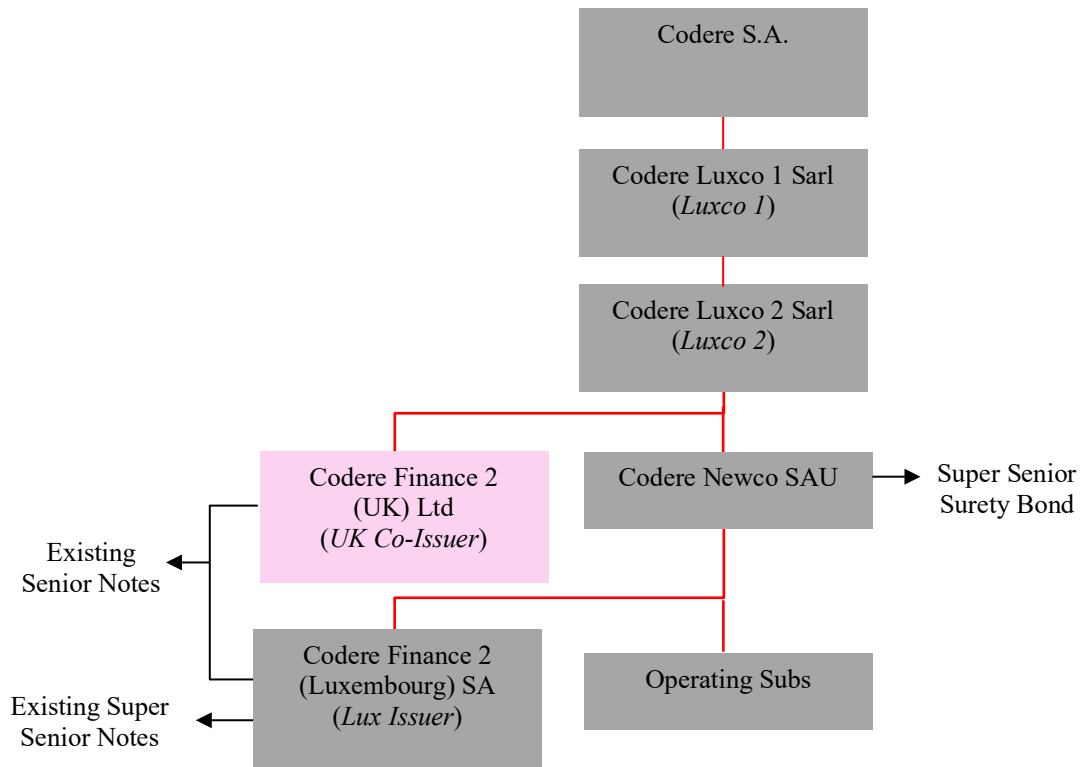 Codere S.A.
Codere Luxco 1 Sarl
(Luxco 1)
Codere Luxco 2 Sarl
(Luxco 2)
Codere Finance 2
(UK) Ltd
(UK Co-Issuer)
Codere Newco SAU
Super Senior
Surety Bond
Existing
Senior Notes
Codere Finance 2
(Luxembourg) SA
(Lux Issuer)
Operating Subs
Existing Super
Senior Notes